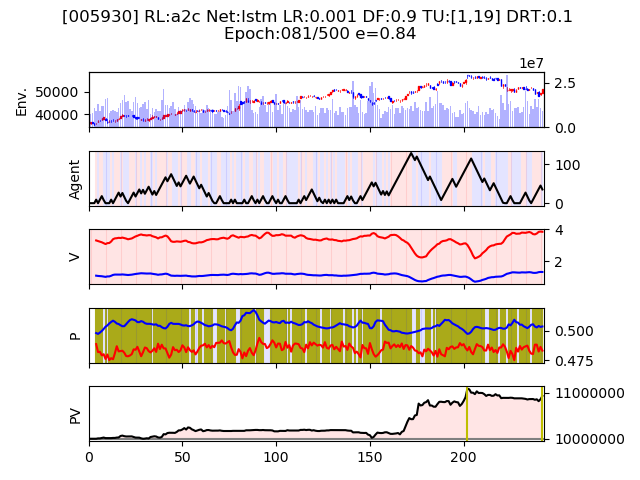 [005930] RL:a2c Net:lstm LR:0.001 DF:0.9 TU:[1,19] DRT:0.1
Epoch:081/500 e=0.84
1e7
Env.
50000
40000
2.5
0.0
Agent
100
0
V
4
2
P
0.500
0.475
PV
11000000
10000000
0 50 100 150 200